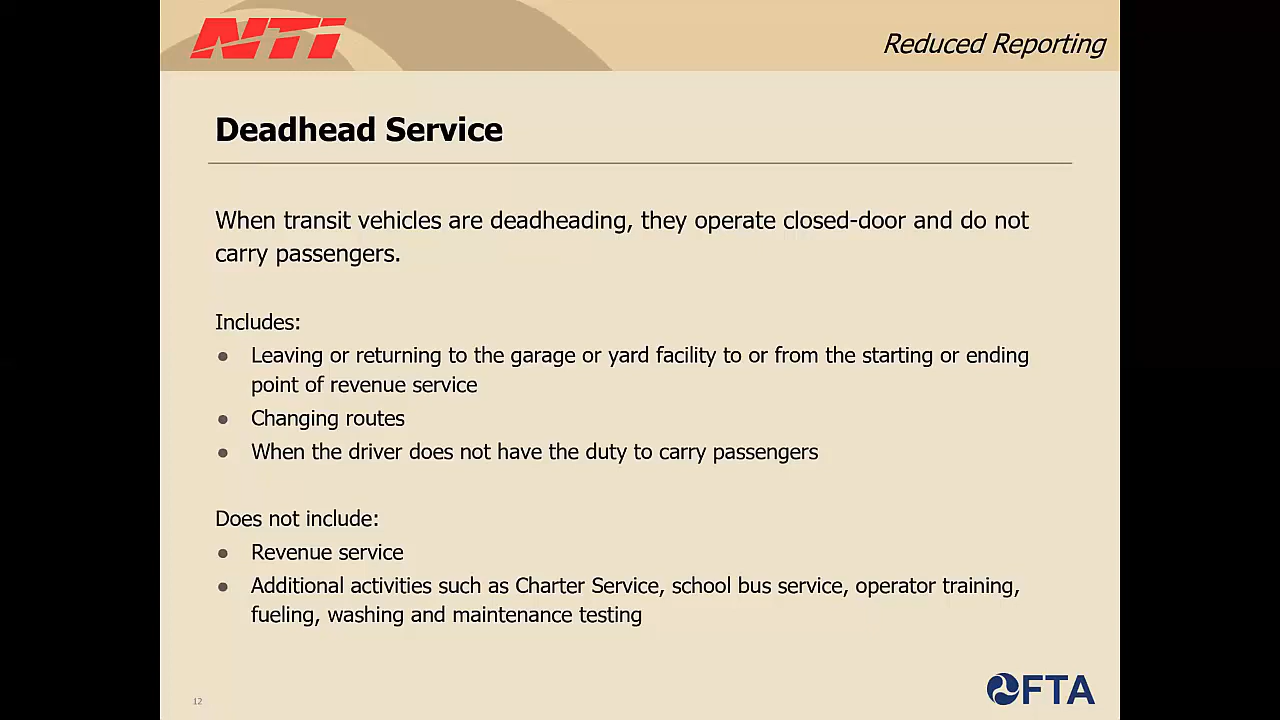 NTI
Reduced Reporting
Deadhead Service
When transit vehicles are deadheading, they operate closed-door and do not
carry passengers.
Includes:
● Leaving or returning to the garage or yard facility to or from the starting or ending
point of revenue service
● Changing routes
● When the driver does not have the duty to carry passengers
Does not include:
● Revenue service
● Additional activities such as Charter Service, school bus service, operator training,
fueling, washing and maintenance testing
12
FTA